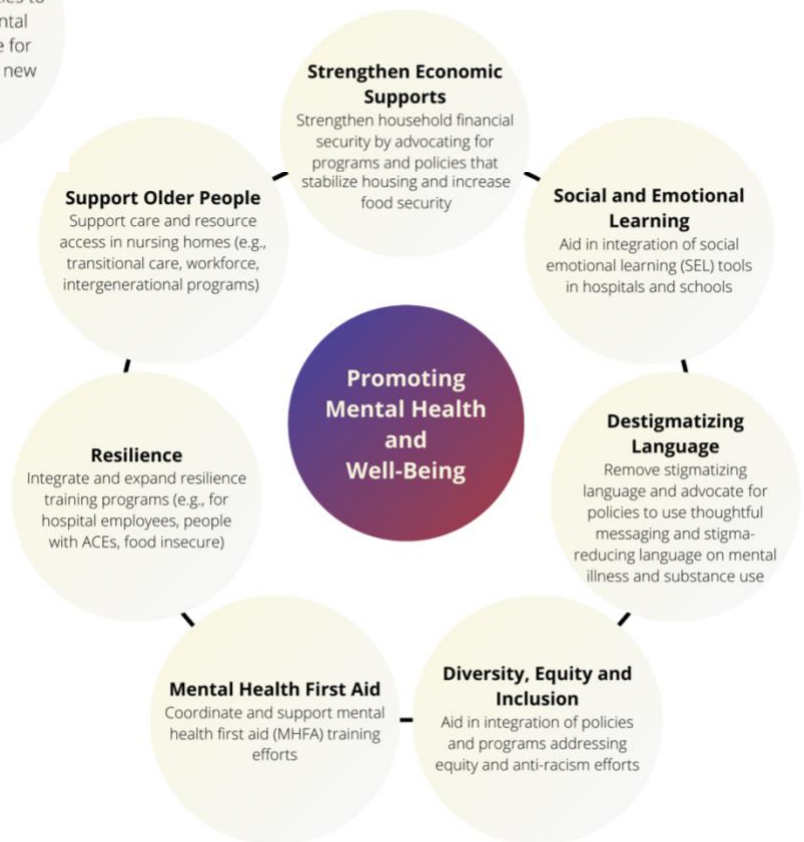 ntal
e for
new
Strengthen Economic
Supports
Strengthen household financial
security by advocating for
programs and policies that
stabilize housing and increase
food security
Social and Emotional
Learning
Aid in integration of social
emotional learning (SEL) tools
in hospitals and schools
Destigmatizing
Language
Remove stigmatizing
language and advocate for
policies to use thoughtful
messaging and stigma-
reducing language on mental
illness and substance use
Diversity, Equity and
Inclusion
Aid in integration of policies
and programs addressing
equity and anti-racism efforts
Mental Health First Aid
Coordinate and support mental
health first aid (MHFA) training
efforts
Resilience
Integrate and expand resilience
training programs (e.g., for
hospital employees, people
with ACEs, food insecure)
Support Older People
Support care and resource
access in nursing homes (e.g.,
transitional care, workforce,
intergenerational programs)
Promoting
Mental Health
and
Well-Being